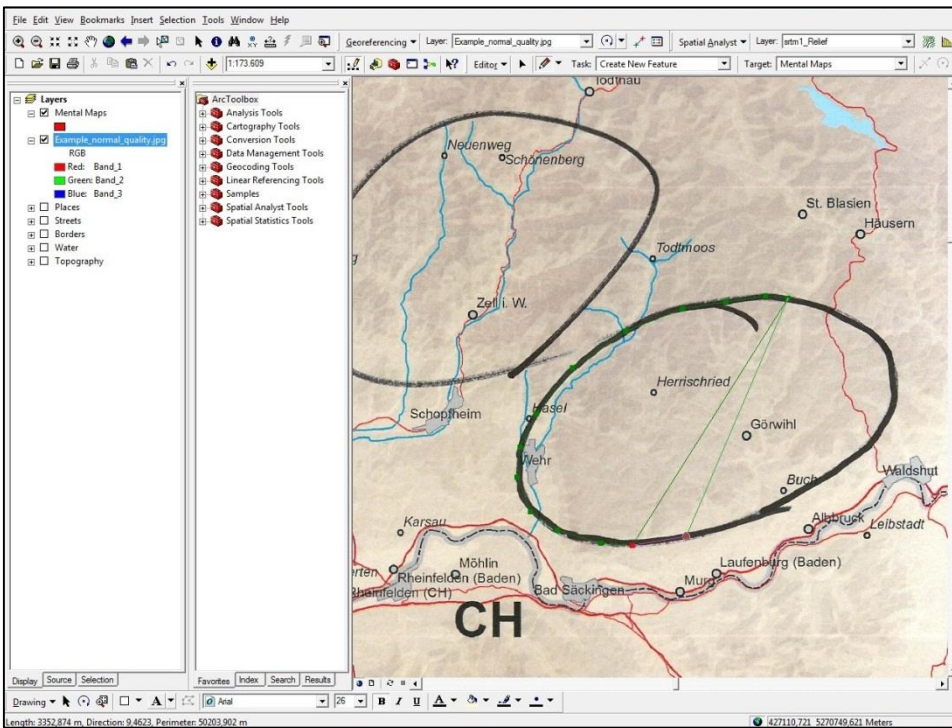 File Edit View Bookmarks Insert Selection Tools Window Help
Georeferencing Layer: Example_normal_quality.jpg Spatial Analyst Layer: srtm1_Relief
1:173.609 Editor Task: Create New Feature Target: Mental Maps
Layers
Mental Maps
Example_normal_quality.jpg
RGB
Red: Band_1
Green: Band_2
Blue: Band_3
Places
Streets
Borders
Water
Topography
Display Source Selection
ArcToolbox
Analysis Tools
Cartography Tools
Conversion Tools
Data Management Tools
Geocoding Tools
Linear Referencing Tools
Samples
Spatial Analyst Tools
Spatial Statistics Tools
Favorites Index Search Results
Todtnau
Neuenweg
Schönenberg
St. Blasien
Häusern
Todtmoos
Zell i. W.
Herrischried
Schopfheim
Hasel
Görwihl
Wehr
Waldshut
Buch
Karsau
Albbruck
Leibstadt
Möhlin
Laufenburg (Baden)
Rheinfelden (Baden)
Rheinfelden (CH)
Bad Säckingen
Murg
CH
Drawing A Arial 26 B I U A
Length: 3352,874 m, Direction: 9,4623, Perimeter: 50203,902 m
427110,721 5270749,621 Meters